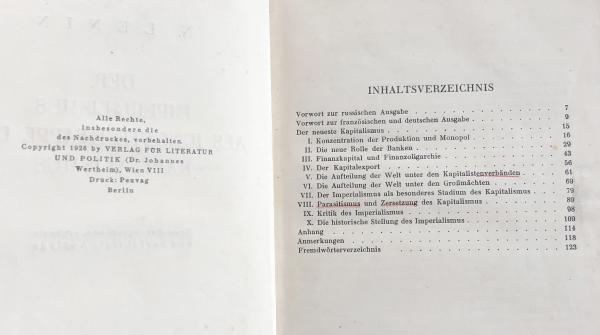 N. LENIN
DER
Alle Rechte,
insbesondere die
des Nachdruckes, vorbehalten.
Copyright 1926 by VERLAG FÜR LITERATUR
UND POLITIK (Dr. Johannes
Wertheim), Wien VIII
Druck: Peuvag
Berlin
INHALTSVERZEICHNIS
Vorwort zur russischen Ausgabe . . . . . . . . . . 7
Vorwort zur französischen und deutschen Ausgabe . . . . . . . 9
Der neueste Kapitalismus . . . . . . . . . . . 15
I. Konzentration der Produktion und Monopol . . . . . . . 16
II. Die neue Rolle der Banken . . . . . . . . . . 29
III. Finanzkapital und Finanzoligarchie . . . . . . . . 43
IV. Der Kapitalexport . . . . . . . . . . . 56
V. Die Aufteilung der Welt unter den Kapitalistenverbänden . . . . 61
VI. Die Aufteilung der Welt unter den Großmächten . . . . . 69
VII. Der Imperialismus als besonderes Stadium des Kapitalismus . . . 79
VIII. Parasitismus und Zersetzung des Kapitalismus . . . . . . 89
IX. Kritik des Imperialismus . . . . . . . . . . 98
X. Die historische Stellung des Imperialismus . . . . . . . 109
Anhang . . . . . . . . . . . . . . 114
Anmerkungen . . . . . . . . . . . . . 118
Fremdwörterverzeichnis . . . . . . . . . . . 123